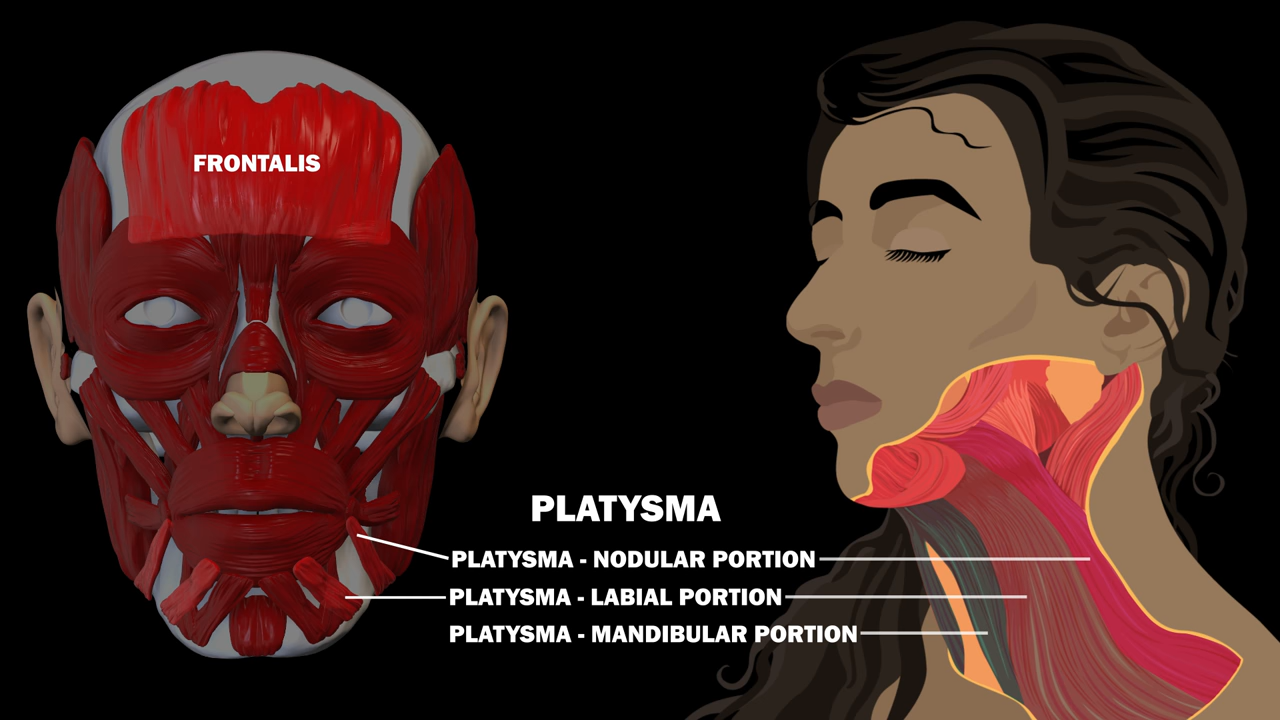 FRONTALIS
PLATYSMA
PLATYSMA - NODULAR PORTION
PLATYSMA - LABIAL PORTION
PLATYSMA - MANDIBULAR PORTION